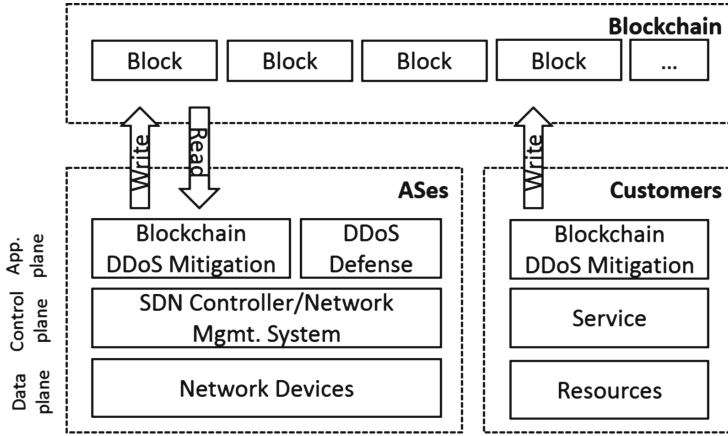 Blockchain
Block Block Block Block ...
Write Read Write
ASes Customers
App. plane
Blockchain DDoS Mitigation
DDoS Defense
Blockchain DDoS Mitigation
Control plane
SDN Controller/Network Mgmt. System
Service
Data plane
Network Devices
Resources